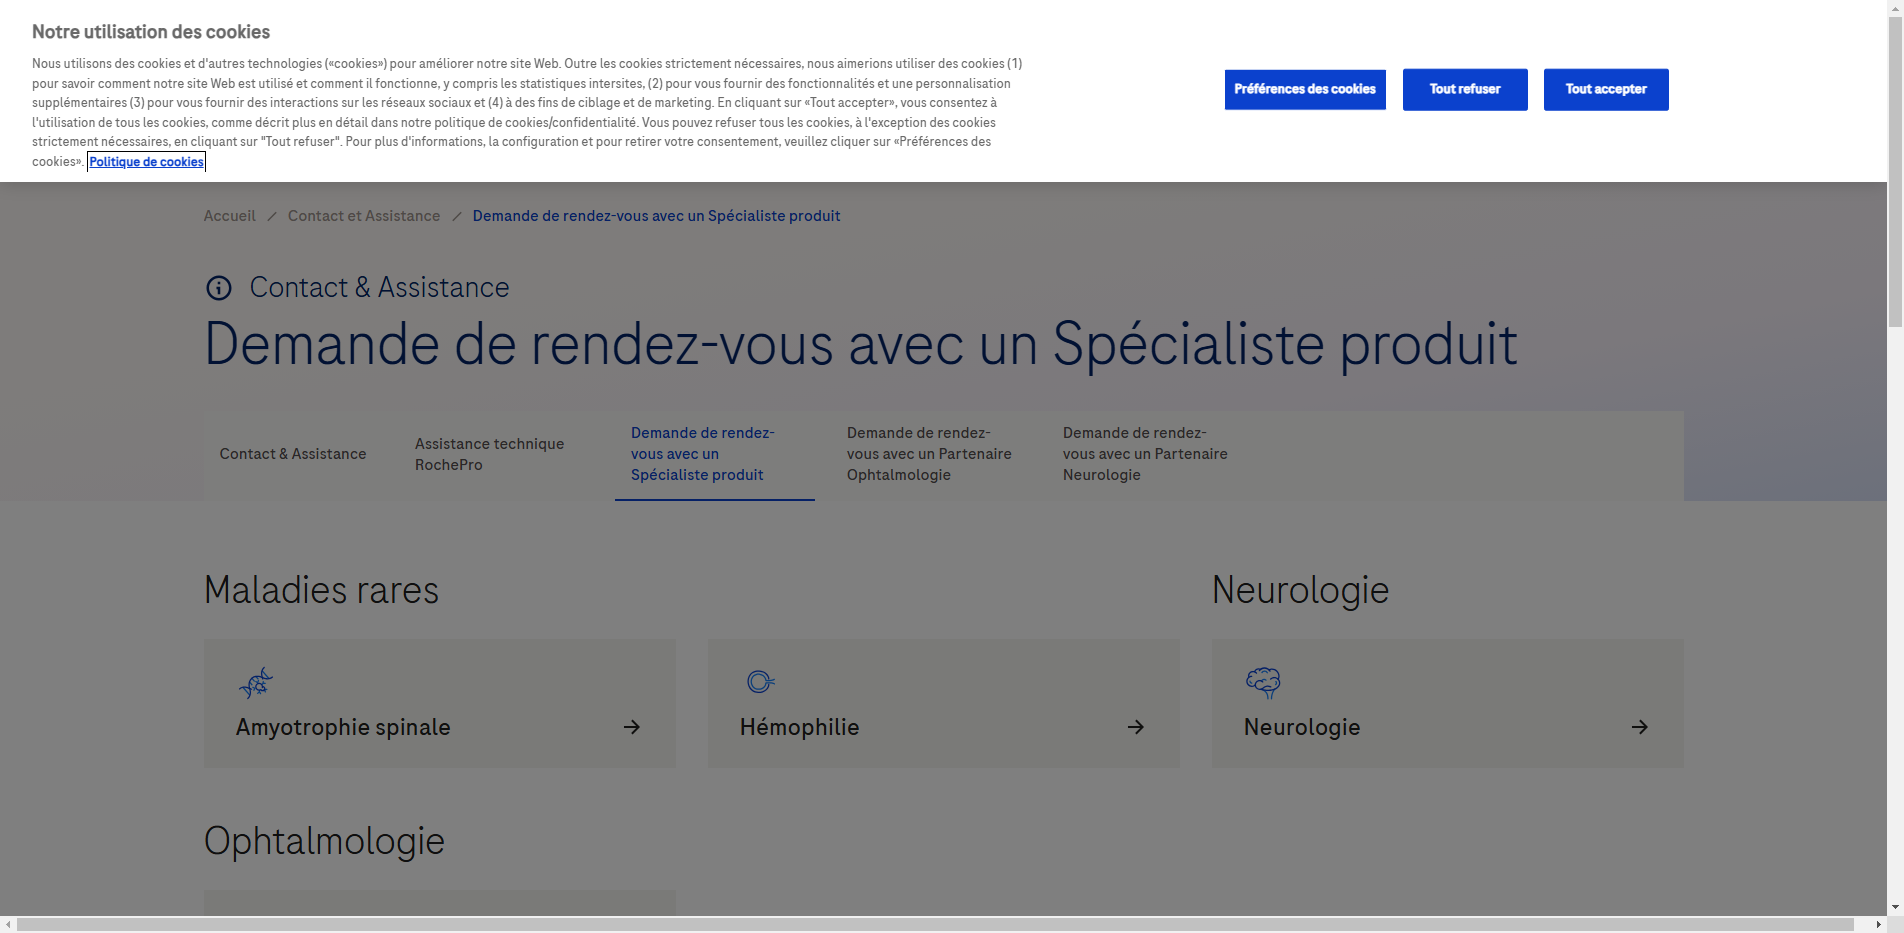 Notre utilisation des cookies
Nous utilisons des cookies et d'autres technologies («cookies») pour améliorer notre site Web. Outre les cookies strictement nécessaires, nous aimerions utiliser des cookies (1)
pour savoir comment notre site Web est utilisé et comment il fonctionne, y compris les statistiques intersites, (2) pour vous fournir des fonctionnalités et une personnalisation
supplémentaires (3) pour vous fournir des interactions sur les réseaux sociaux et (4) à des fins de ciblage et de marketing. En cliquant sur «Tout accepter», vous consentez à
l'utilisation de tous les cookies, comme décrit plus en détail dans notre politique de cookies/confidentialité. Vous pouvez refuser tous les cookies, à l'exception des cookies
strictement nécessaires, en cliquant sur "Tout refuser". Pour plus d'informations, la configuration et pour retirer votre consentement, veuillez cliquer sur «Préférences des
cookies». Politique de cookies
Préférences des cookies
Tout refuser
Tout accepter
Accueil / Contact et Assistance / Demande de rendez-vous avec un Spécialiste produit
Contact & Assistance
Demande de rendez-vous avec un Spécialiste produit
Contact & Assistance
Assistance technique
RochePro
Demande de rendez-
vous avec un
Spécialiste produit
Demande de rendez-
vous avec un Partenaire
Ophtalmologie
Demande de rendez-
vous avec un Partenaire
Neurologie
Maladies rares
Neurologie
Amyotrophie spinale
Hémophilie
Neurologie
Ophtalmologie